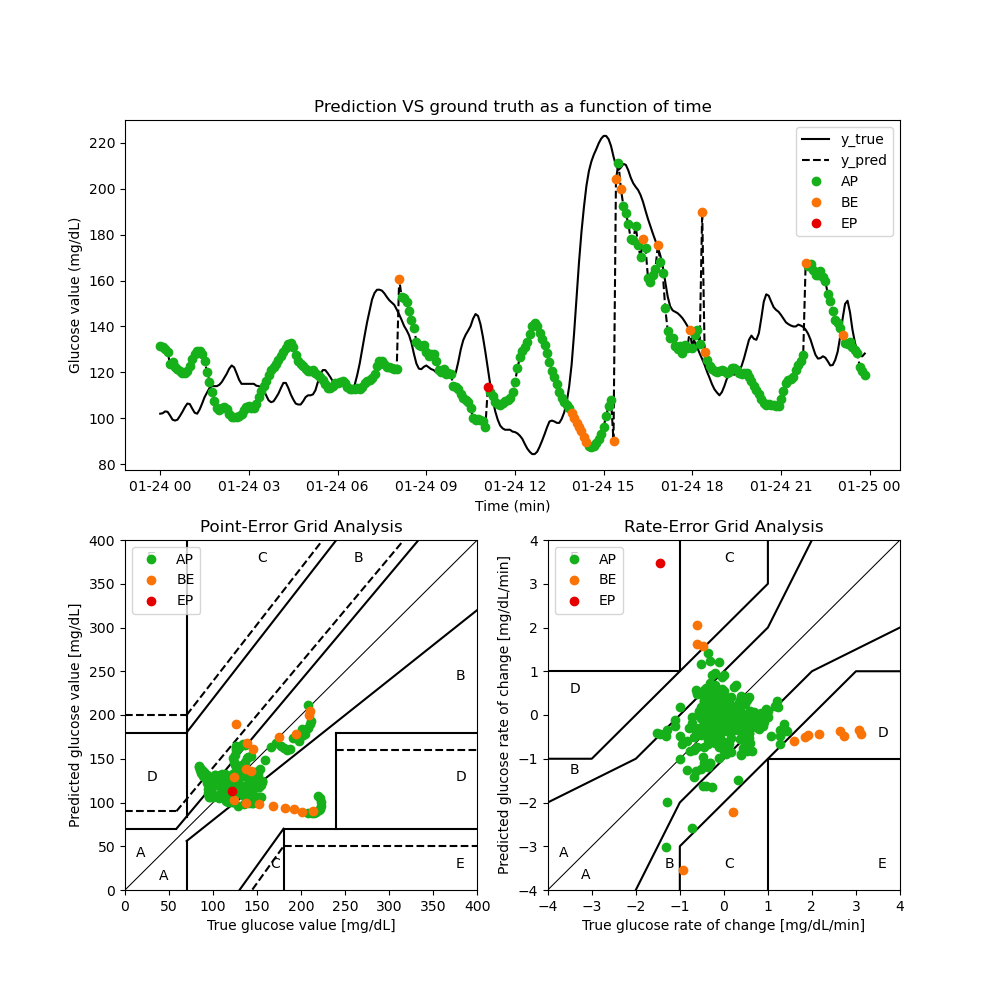 Prediction VS ground truth as a function of time
Glucose value (mg/dL)
220
200
180
160
140
120
100
80
y_true
y_pred
AP
BE
EP
01-24 00 01-24 03 01-24 06 01-24 09 01-24 12 01-24 15 01-24 18 01-24 21 01-25 00
Time (min)
Point-Error Grid Analysis
Predicted glucose value [mg/dL]
400
350
300
250
200
150
100
50
0
AP
BE
EP
C B
B
D D
A
A C E
0 50 100 150 200 250 300 350 400
True glucose value [mg/dL]
Rate-Error Grid Analysis
Predicted glucose rate of change [mg/dL/min]
4
3
2
1
0
−1
−2
−3
−4
AP
BE
EP
C
D
D
B
A
A B C E
−4 −3 −2 −1 0 1 2 3 4
True glucose rate of change [mg/dL/min]